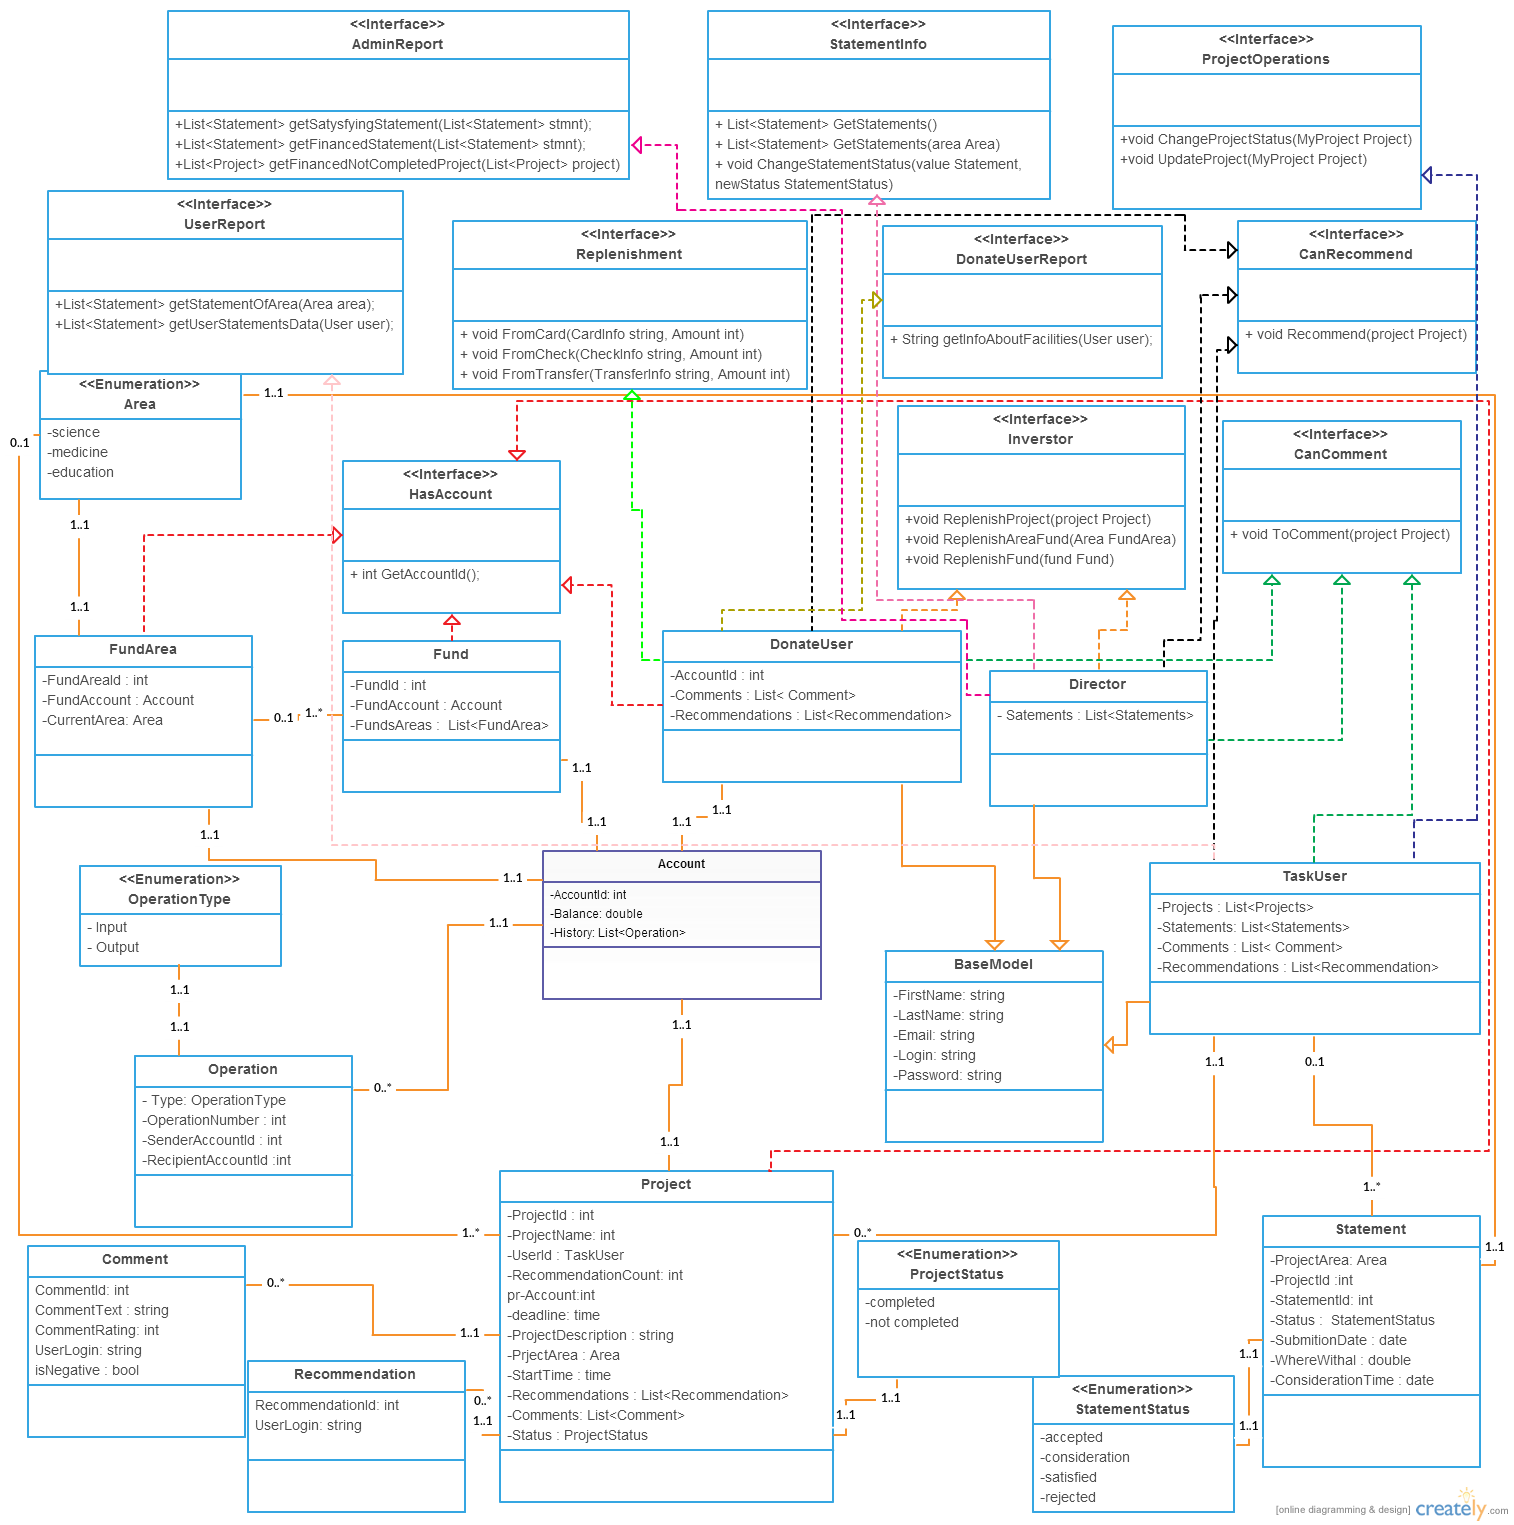 <<Interface>>
AdminReport
+List<Statement> getSatysfyingStatement(List<Statement> stmnt);
+List<Statement> getFinancedStatement(List<Statement> stmnt);
+List<Project> getFinancedNotCompletedProject(List<Project> project)
<<Interface>>
StatementInfo
+ List<Statement> GetStatements()
+ List<Statement> GetStatements(area Area)
+ void ChangeStatementStatus(value Statement,
newStatus StatementStatus)
<<Interface>>
ProjectOperations
+void ChangeProjectStatus(MyProject Project)
+void UpdateProject(MyProject Project)
<<Interface>>
UserReport
+List<Statement> getStatementOfArea(Area area);
+List<Statement> getUserStatementsData(User user);
<<Interface>>
Replenishment
+ void FromCard(CardInfo string, Amount int)
+ void FromCheck(CheckInfo string, Amount int)
+ void FromTransfer(TransferInfo string, Amount int)
<<Interface>>
DonateUserReport
+ String getInfoAboutFacilities(User user);
<<Interface>>
CanRecommend
+ void Recommend(project Project)
<<Enumeration>>
Area
-science
-medicine
-education
1..1
0..1
1..1
1..1
<<Interface>>
HasAccount
+ int GetAccountId();
<<Interface>>
Inverstor
+void ReplenishProject(project Project)
+void ReplenishAreaFund(Area FundArea)
+void ReplenishFund(fund Fund)
<<Interface>>
CanComment
+ void ToComment(project Project)
FundArea
-FundAreaId : int
-FundAccount : Account
-CurrentArea: Area
0..1
1..*
Fund
-FundId : int
-FundAccount : Account
-FundsAreas :  List<FundArea>
DonateUser
-AccountId : int
-Comments : List< Comment>
-Recommendations : List<Recommendation>
Director
- Satements : List<Statements>
1..1
1..1
1..1
1..1
1..1
1..1
1..1
Account
-AccountId: int
-Balance: double
-History: List<Operation>
TaskUser
-Projects : List<Projects>
-Statements: List<Statements>
-Comments : List< Comment>
-Recommendations : List<Recommendation>
<<Enumeration>>
OperationType
- Input
- Output
1..1
1..1
BaseModel
-FirstName: string
-LastName: string
-Email: string
-Login: string
-Password: string
1..1
1..1
1..1
0..1
Operation
- Type: OperationType
-OperationNumber : int
-SenderAccountId : int
-RecipientAccountId :int
0..*
1..*
1..*
0..*
1..1
Project
-ProjectId : int
-ProjectName: int
-UserId : TaskUser
-RecommendationCount: int
pr-Account:int
-deadline: time
-ProjectDescription : string
-PrjectArea : Area
-StartTime : time
-Recommendations : List<Recommendation>
-Comments: List<Comment>
-Status : ProjectStatus
Statement
-ProjectArea: Area
-ProjectId :int
-StatementId: int
-Status :  StatementStatus
-SubmitionDate : date
-WhereWithal : double
-ConsiderationTime : date
Comment
CommentId: int
CommentText : string
CommentRating: int
UserLogin: string
isNegative : bool
0..*
1..1
<<Enumeration>>
ProjectStatus
-completed
-not completed
Recommendation
RecommendationId: int
UserLogin: string
0..*
1..1
1..1
1..1
1..1
1..1
<<Enumeration>>
StatementStatus
-accepted
-consideration
-satisfied
-rejected
[online diagramming & design] creately.com